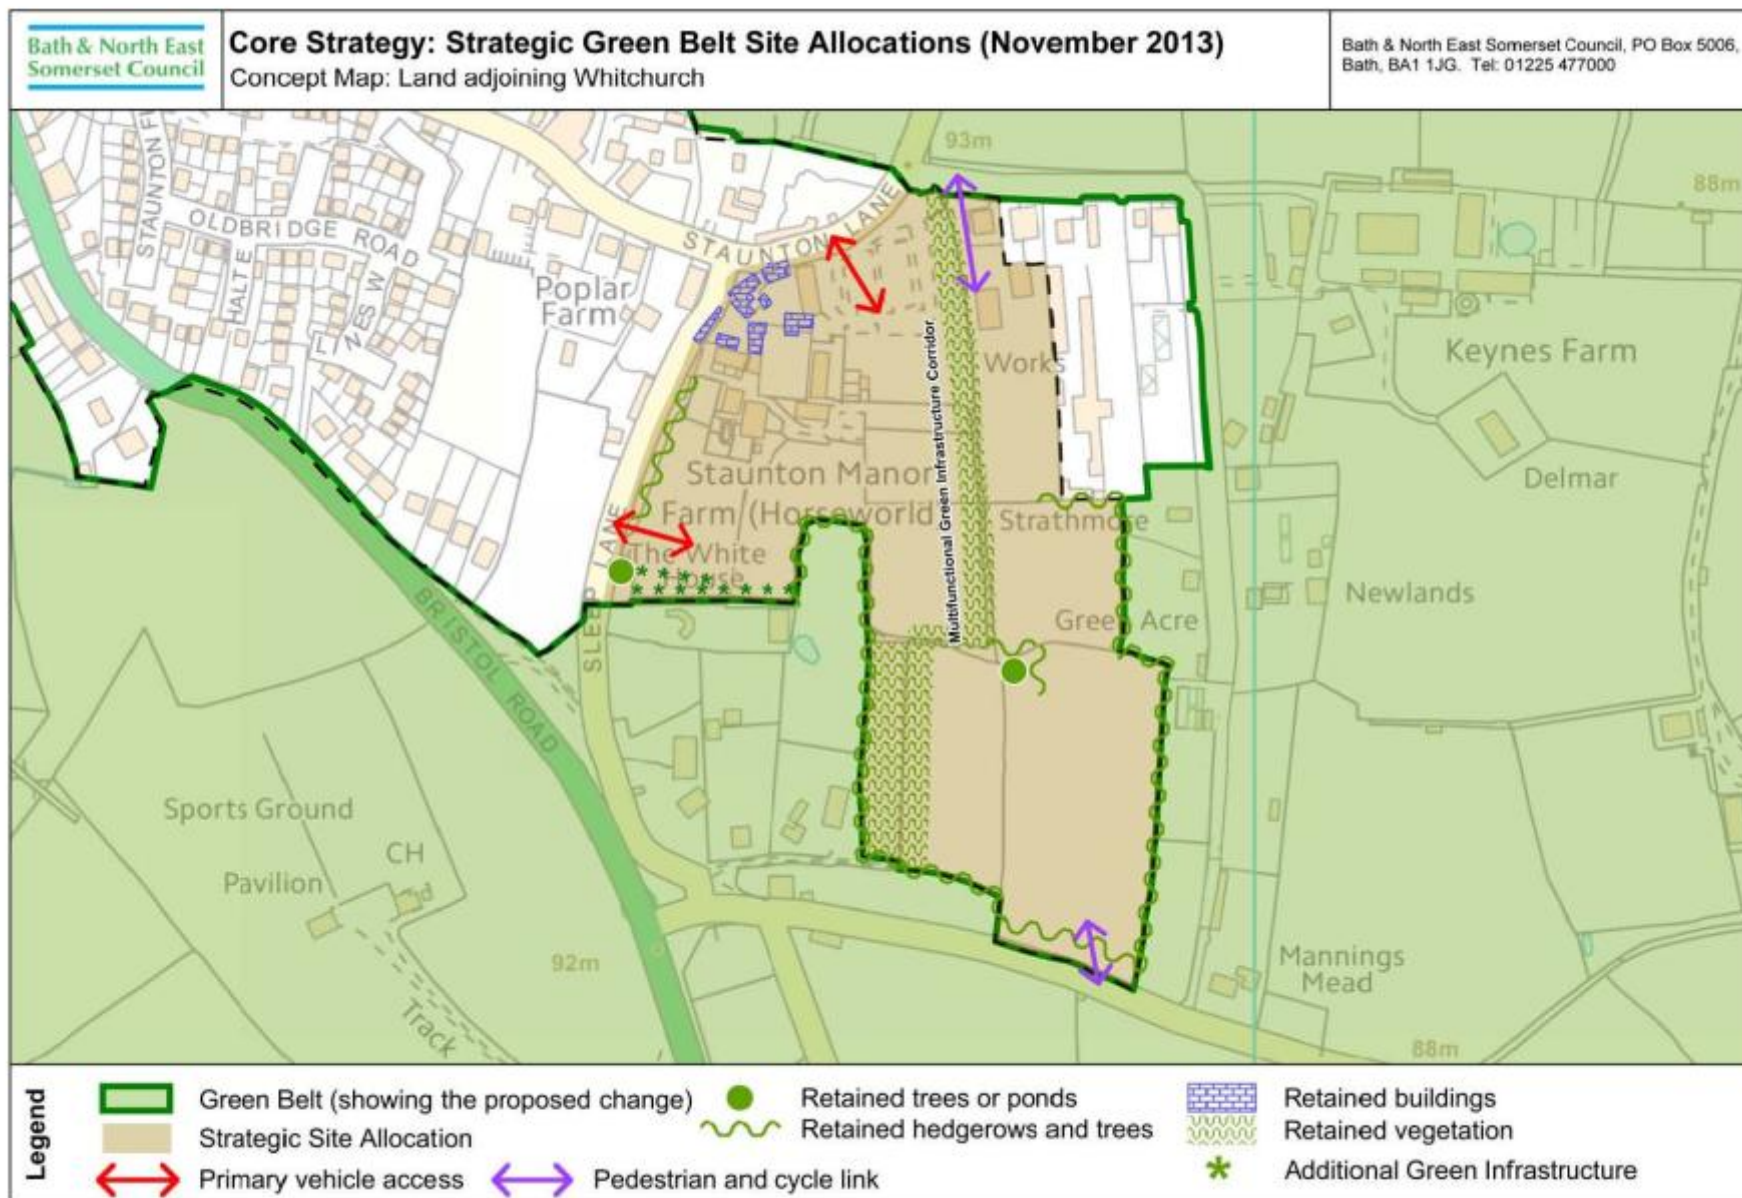 Bath & North East
Somerset Council
Core Strategy: Strategic Green Belt Site Allocations (November 2013)
Concept Map: Land adjoining Whitchurch
Bath & North East Somerset Council, PO Box 5006,
Bath, BA1 1JG. Tel: 01225 477000
STAUNTON
OLDBRIDGE ROAD
HALTE
93m
88m
STAUNTON LANE
Poplar
Farm
Works
Keynes Farm
Delmar
Multifunctional Green Infrastructure Corridor
Staunton Manor
Farm (Horseworld
Strathmore
The White
House
SLEEP LANE
Green Acre
Newlands
BRISTOL ROAD
Sports Ground
CH
Pavilion
92m
Track
Mannings
Mead
88m
Legend
Green Belt (showing the proposed change)
Strategic Site Allocation
Primary vehicle access
Pedestrian and cycle link
Retained trees or ponds
Retained hedgerows and trees
Retained buildings
Retained vegetation
Additional Green Infrastructure